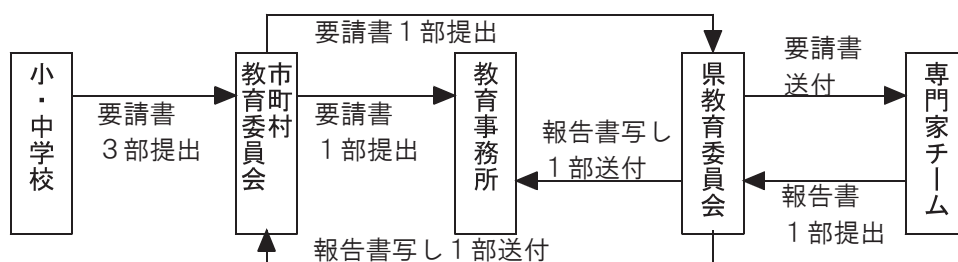 要請書１部提出
小・中学校
要請書
３部提出
市町村
教育委員会
要請書
１部提出
教育事務所
報告書写し
１部送付
県教育委員会
要請書
送付
専門家チーム
報告書
１部提出
報告書写し１部送付